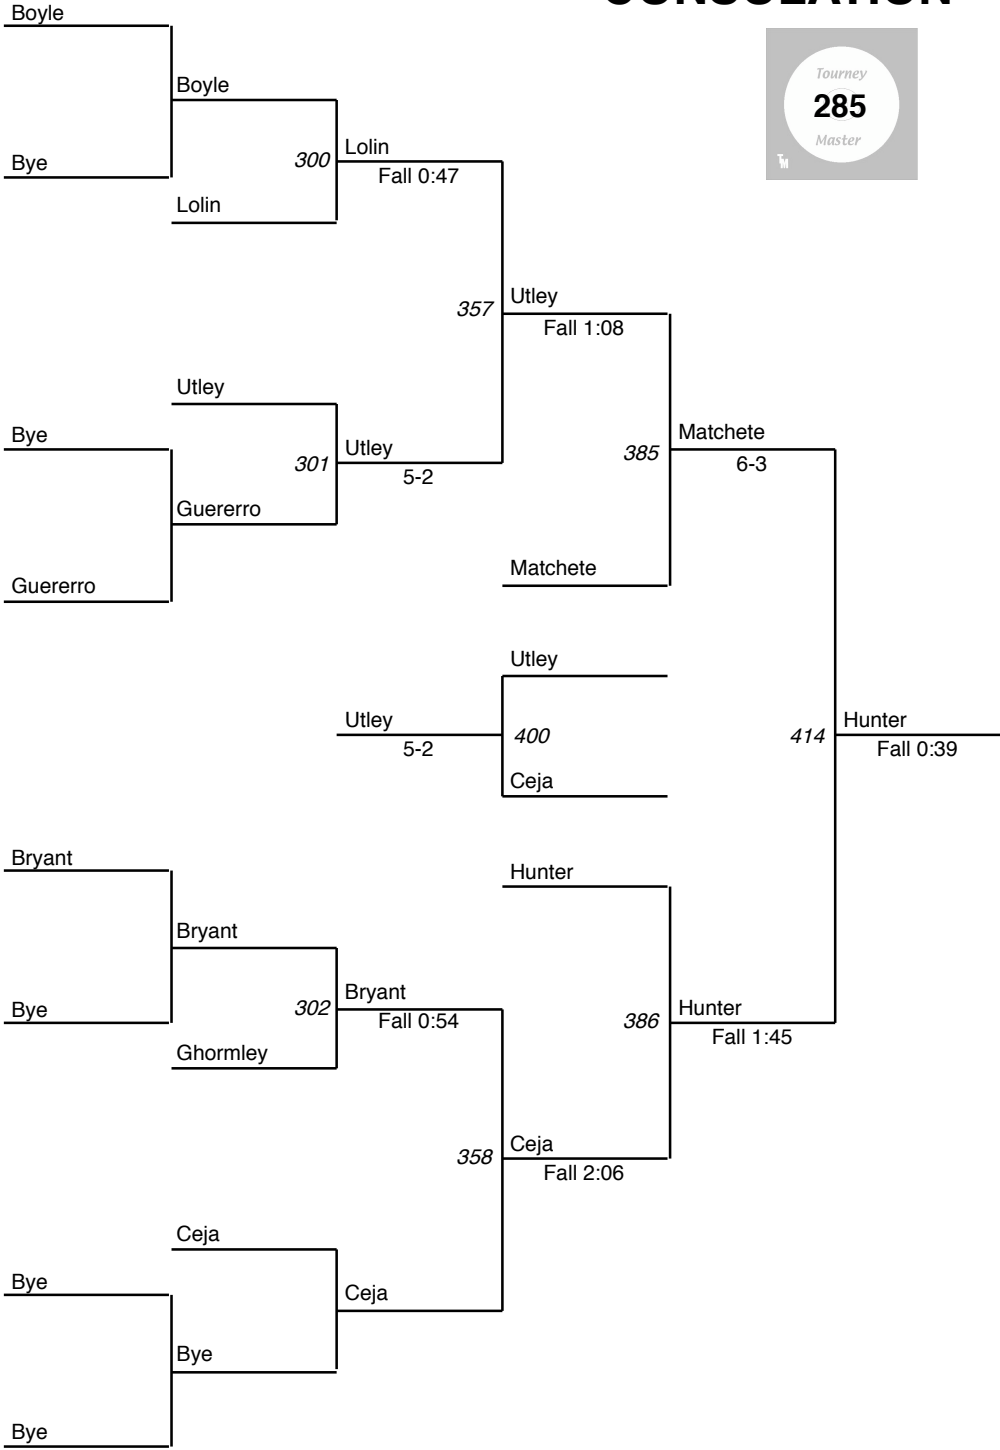 CONSOLATION
Boyle
Tourney
285
Master
TM
Boyle
Lolin
300
Fall 0:47
Bye
Lolin
Utley
357
Fall 1:08
Utley
Bye
Matchete
Utley
385
301
5-2
6-3
Guererro
Matchete
Guererro
Utley
Utley
Hunter
400
414
5-2
Fall 0:39
Ceja
Bryant
Hunter
Bryant
Bryant
Bye
302
Hunter
Fall 0:54
386
Fall 1:45
Ghormley
Ceja
358
Fall 2:06
Ceja
Bye
Ceja
Bye
Bye